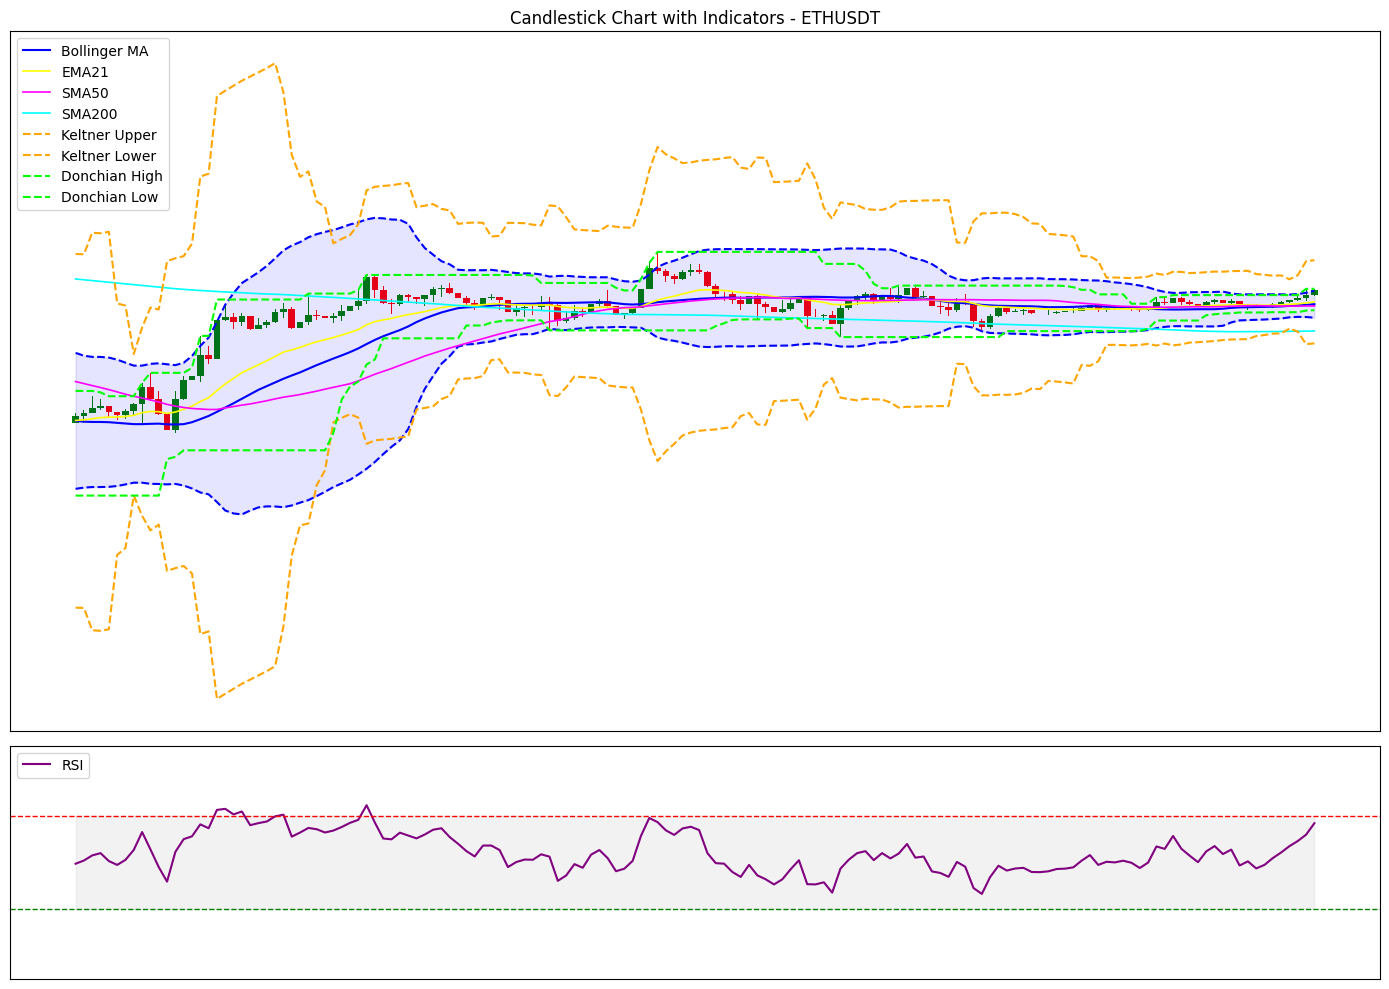 Candlestick Chart with Indicators - ETHUSDT
Bollinger MA
EMA21
SMA50
SMA200
Keltner Upper
Keltner Lower
Donchian High
Donchian Low
RSI